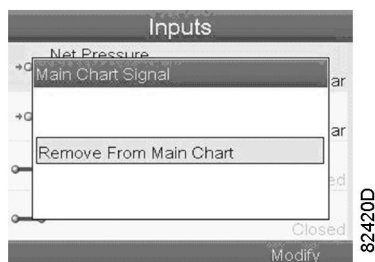 Inputs
Net Pressure
Main Chart Signal
ar
ar
Remove From Main Chart
ed
Closed
Modify
82420D